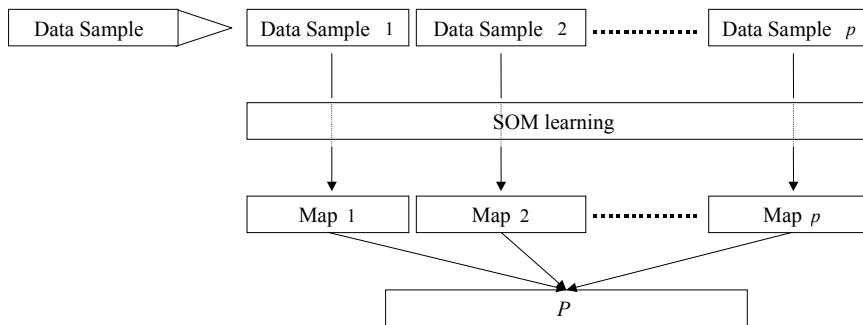 Data Sample
Data Sample 1
Data Sample 2
Data Sample p
SOM learning
Map 1
Map 2
Map p
P